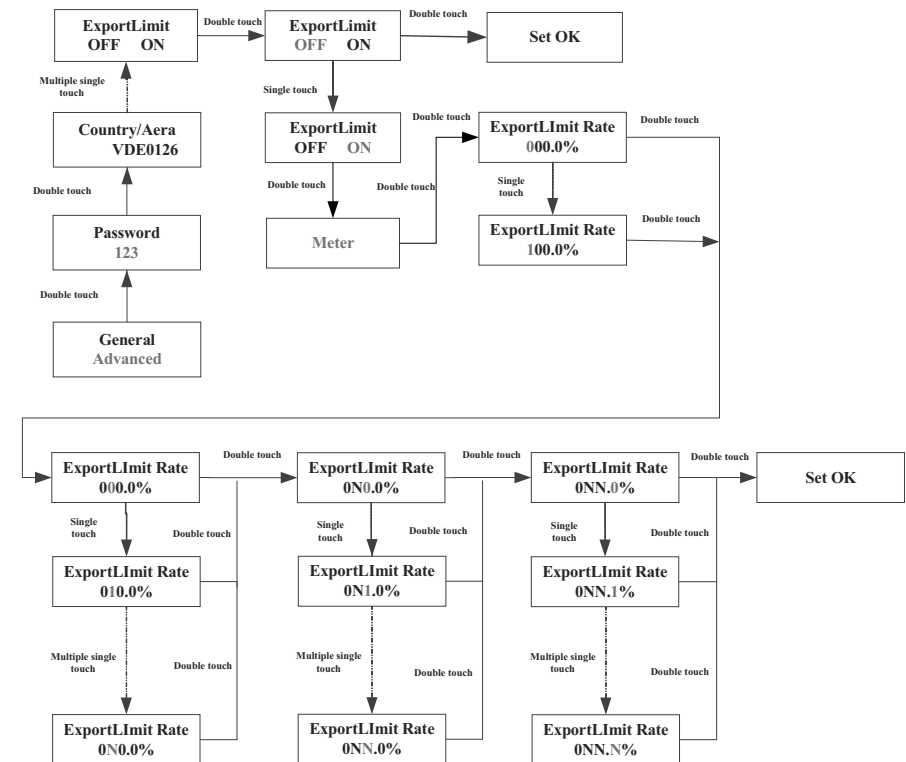 ExportLimit
OFF ON
Double touch
ExportLimit
OFF ON
Double touch
Set OK
Multiple single
touch
Single touch
Country/Aera
VDE0126
ExportLimit
OFF ON
Double touch
ExportLImit Rate
000.0%
Double touch
Double touch
Double touch
Double touch
Single
touch
Password
123
Meter
ExportLImit Rate
100.0%
Double touch
Double touch
General
Advanced
ExportLImit Rate
000.0%
Double touch
ExportLImit Rate
0N0.0%
Double touch
ExportLImit Rate
0NN.0%
Double touch
Set OK
Single
touch
Double touch
Single
touch
Double touch
Single
touch
Double touch
ExportLImit Rate
010.0%
ExportLImit Rate
0N1.0%
ExportLImit Rate
0NN.1%
Multiple single
touch
Double touch
Multiple single
touch
Double touch
Multiple single
touch
Double touch
ExportLImit Rate
0N0.0%
ExportLImit Rate
0NN.0%
ExportLImit Rate
0NN.N%